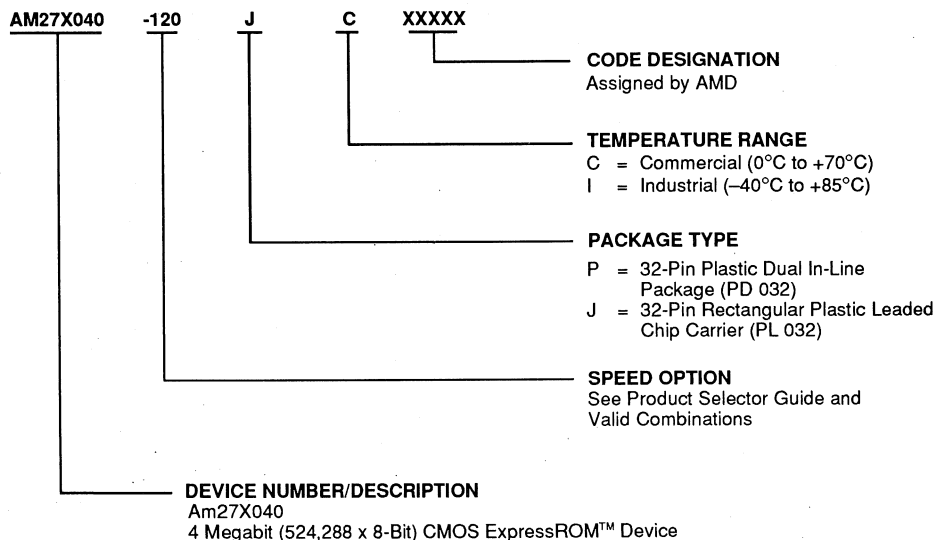 AM27X040 -120 J C XXXXX
CODE DESIGNATION
Assigned by AMD
TEMPERATURE RANGE
C = Commercial (0°C to +70°C)
I = Industrial (–40°C to +85°C)
PACKAGE TYPE
P = 32-Pin Plastic Dual In-Line
Package (PD 032)
J = 32-Pin Rectangular Plastic Leaded
Chip Carrier (PL 032)
SPEED OPTION
See Product Selector Guide and
Valid Combinations
DEVICE NUMBER/DESCRIPTION
Am27X040
4 Megabit (524,288 x 8-Bit) CMOS ExpressROM™ Device